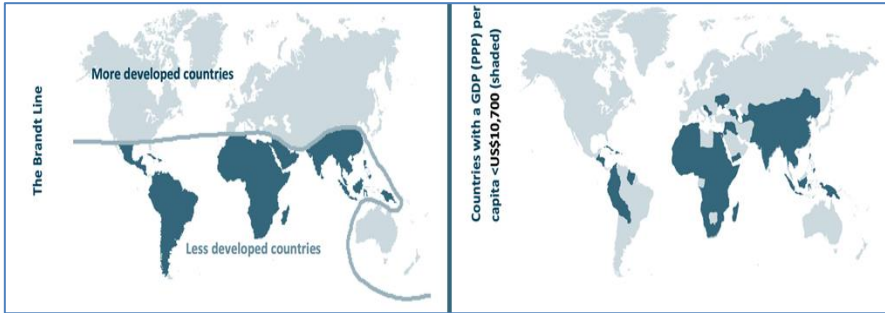 The Brandt Line
More developed countries
Less developed countries
Countries with a GDP (PPP) per
capita <US$10,700 (shaded)